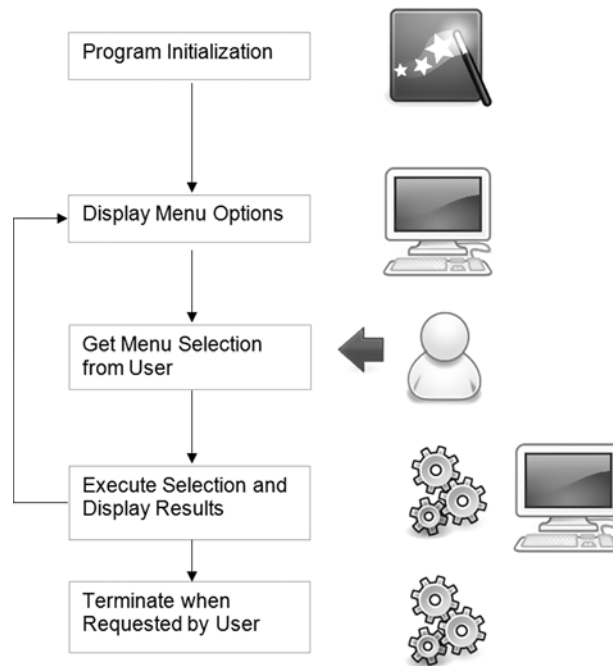 Program Initialization
Display Menu Options
Get Menu Selection
from User
Execute Selection and
Display Results
Terminate when
Requested by User